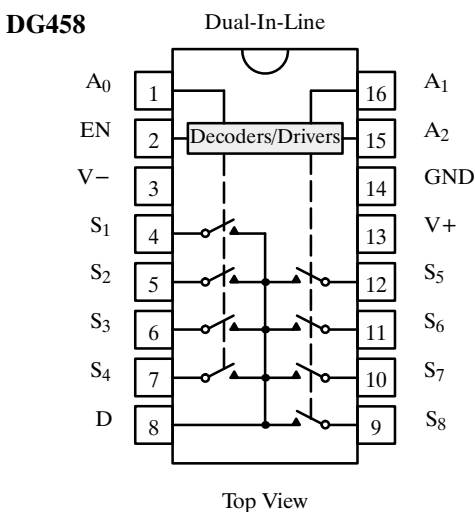 DG458
Dual-In-Line
A0 1 16 A1
EN 2 Decoders/Drivers 15 A2
V− 3 14 GND
S1 4 13 V+
S2 5 12 S5
S3 6 11 S6
S4 7 10 S7
D 8 9 S8
Top View